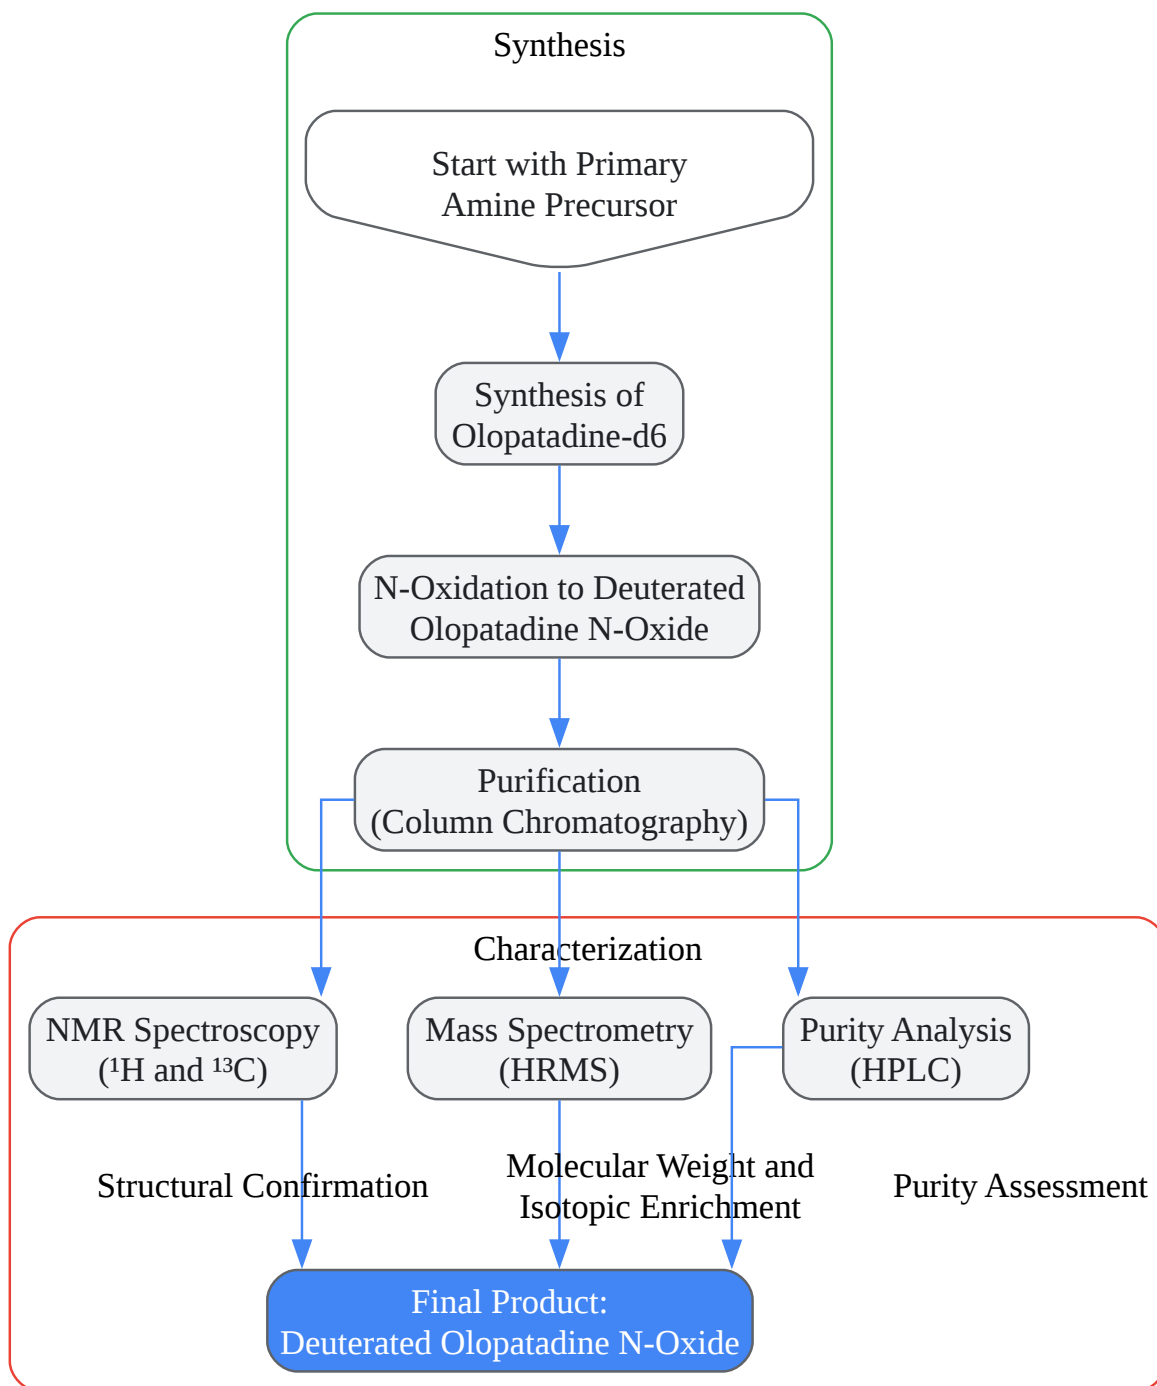 Synthesis
Start with Primary
Amine Precursor
Synthesis of
Olopatadine-d6
N-Oxidation to Deuterated
Olopatadine N-Oxide
Purification
(Column Chromatography)
Characterization
NMR Spectroscopy
(¹H and ¹³C)
Mass Spectrometry
(HRMS)
Purity Analysis
(HPLC)
Structural Confirmation
Molecular Weight and
Isotopic Enrichment
Purity Assessment
Final Product:
Deuterated Olopatadine N-Oxide